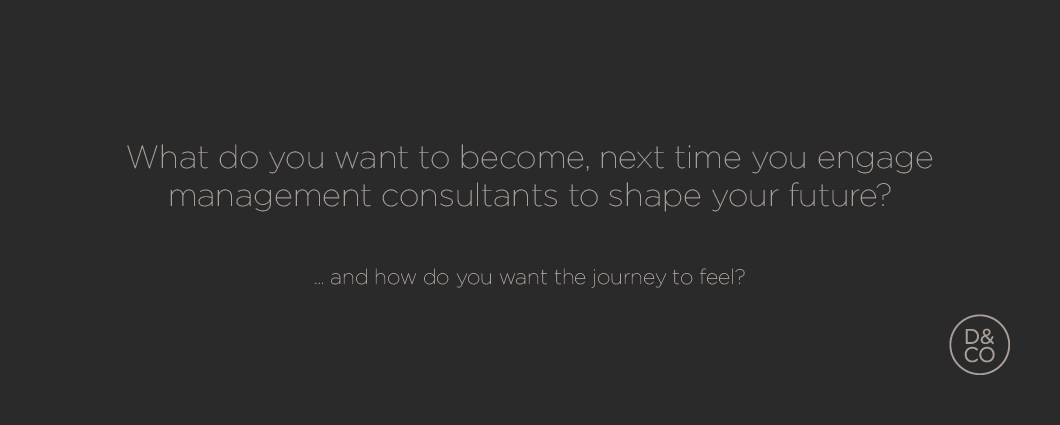 What do you want to become, next time you engage
management consultants to shape your future?
... and how do you want the journey to feel?
D&
CO